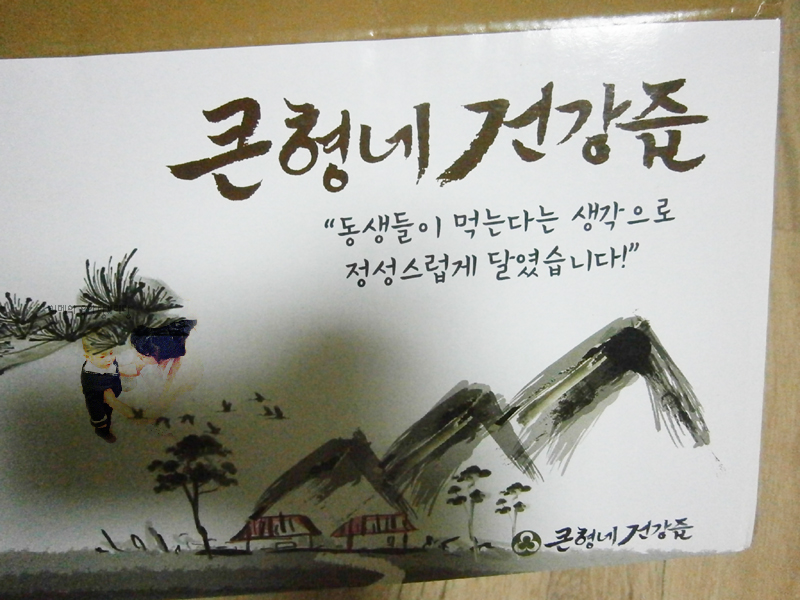 큰형네 건강즙
“동생들이 먹는다는 생각으로
정성스럽게 달였습니다!”
큰형네 건강즙